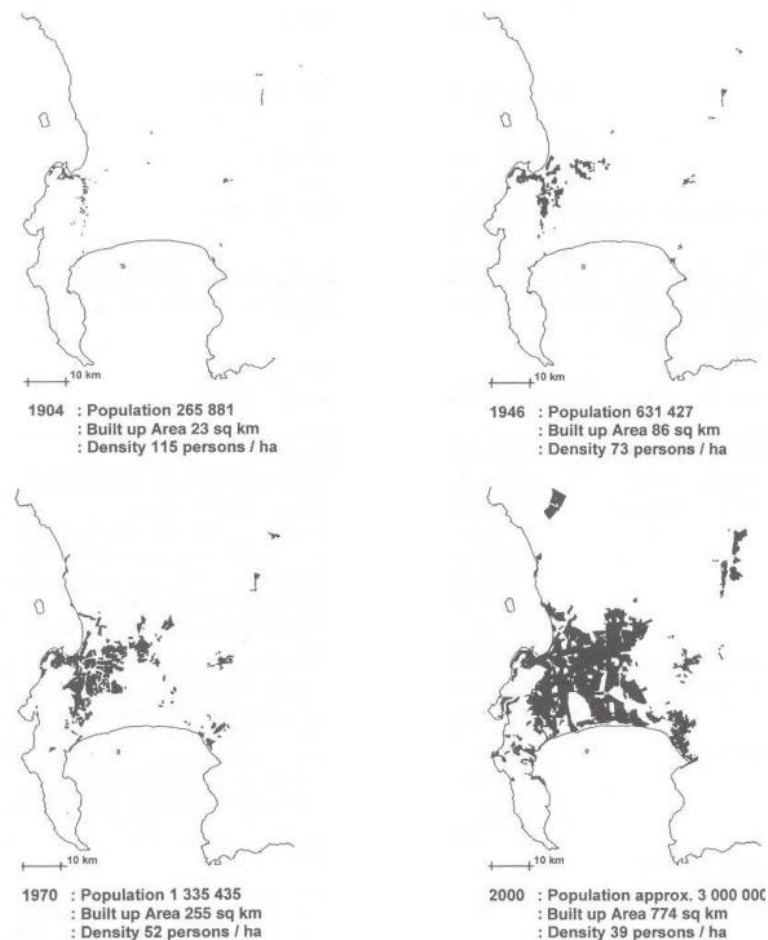 10 km
1904 : Population 265 881
: Built up Area 23 sq km
: Density 115 persons / ha
10 km
1946 : Population 631 427
: Built up Area 86 sq km
: Density 73 persons / ha
10 km
1970 : Population 1 335 435
: Built up Area 255 sq km
: Density 52 persons / ha
10 km
2000 : Population approx. 3 000 000
: Built up Area 774 sq km
: Density 39 persons / ha